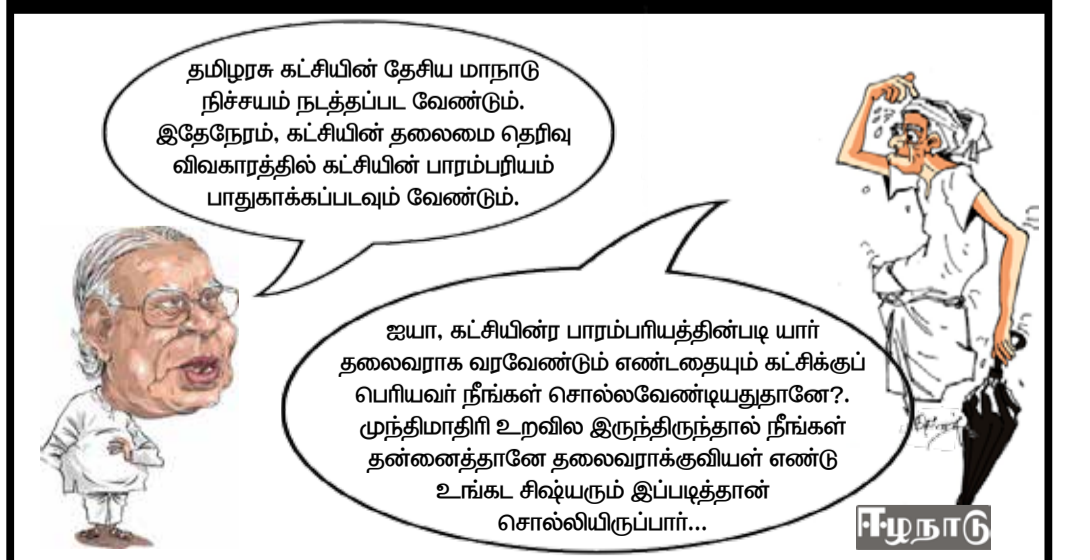 தமிழரசு கட்சியின் தேசிய மாநாடு
நிச்சயம் நடத்தப்பட வேண்டும்.
இதேநேரம், கட்சியின் தலைமை தெரிவு
விவகாரத்தில் கட்சியின் பாரம்பரியம்
பாதுகாக்கப்படவும் வேண்டும்.
ஐயா, கட்சியின்ர பாரம்பரியத்தின்படி யார்
தலைவராக வரவேண்டும் எண்டதையும் கட்சிக்குப்
பெரியவர் நீங்கள் சொல்லவேண்டியதுதானே?.
முந்திமாதிரி உறவில இருந்திருந்தால் நீங்கள்
தன்னைத்தானே தலைவராக்குவியள் எண்டு
உங்கட சிஷ்யரும் இப்படித்தான்
சொல்லியிருப்பார்...
ஈழநாடு